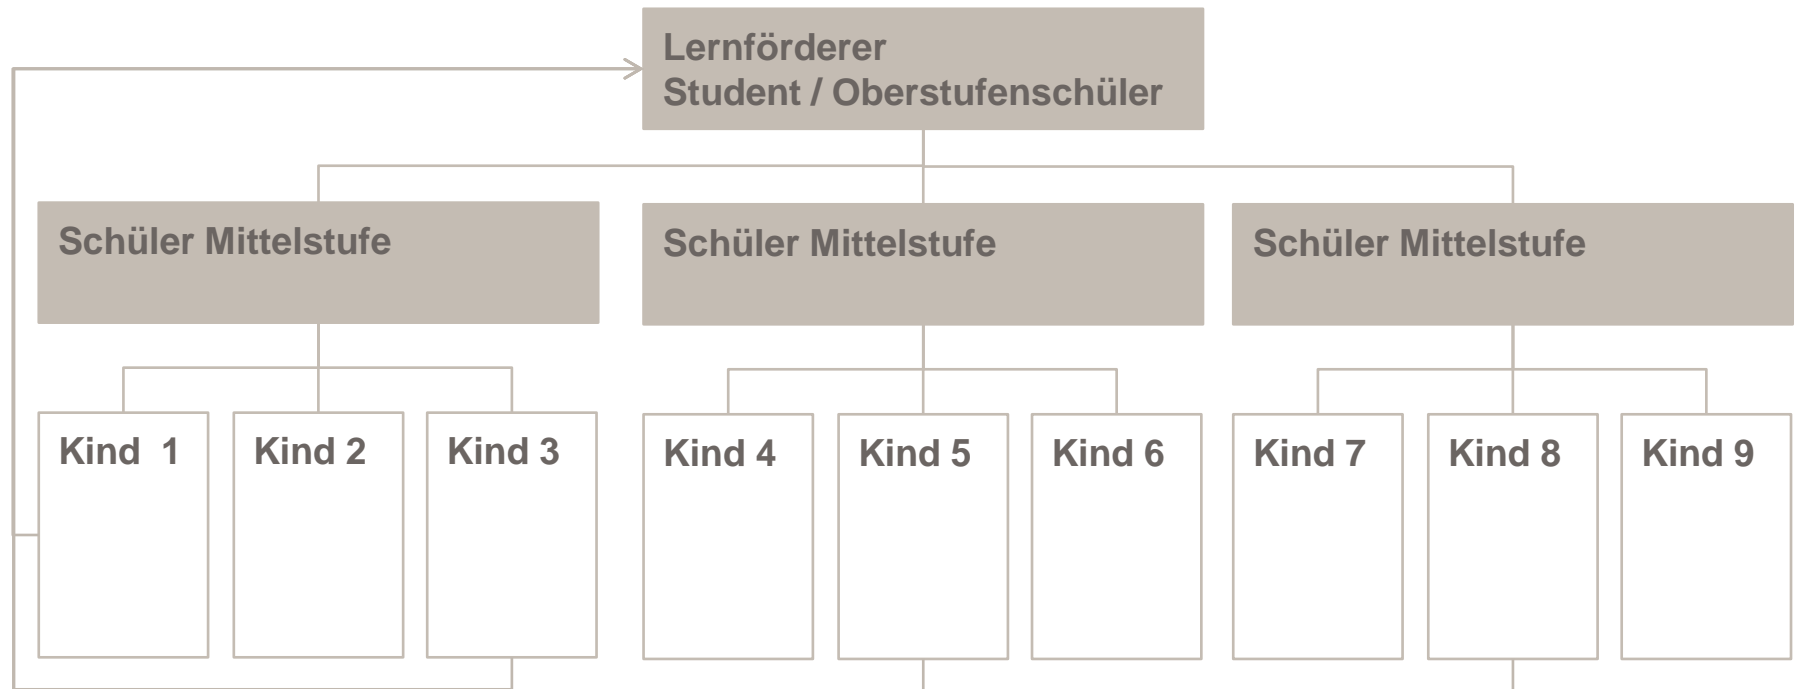 Lernförderer
Student / Oberstufenschüler
Schüler Mittelstufe
Schüler Mittelstufe
Schüler Mittelstufe
Kind  1
Kind 2
Kind 3
Kind 4
Kind 5
Kind 6
Kind 7
Kind 8
Kind 9